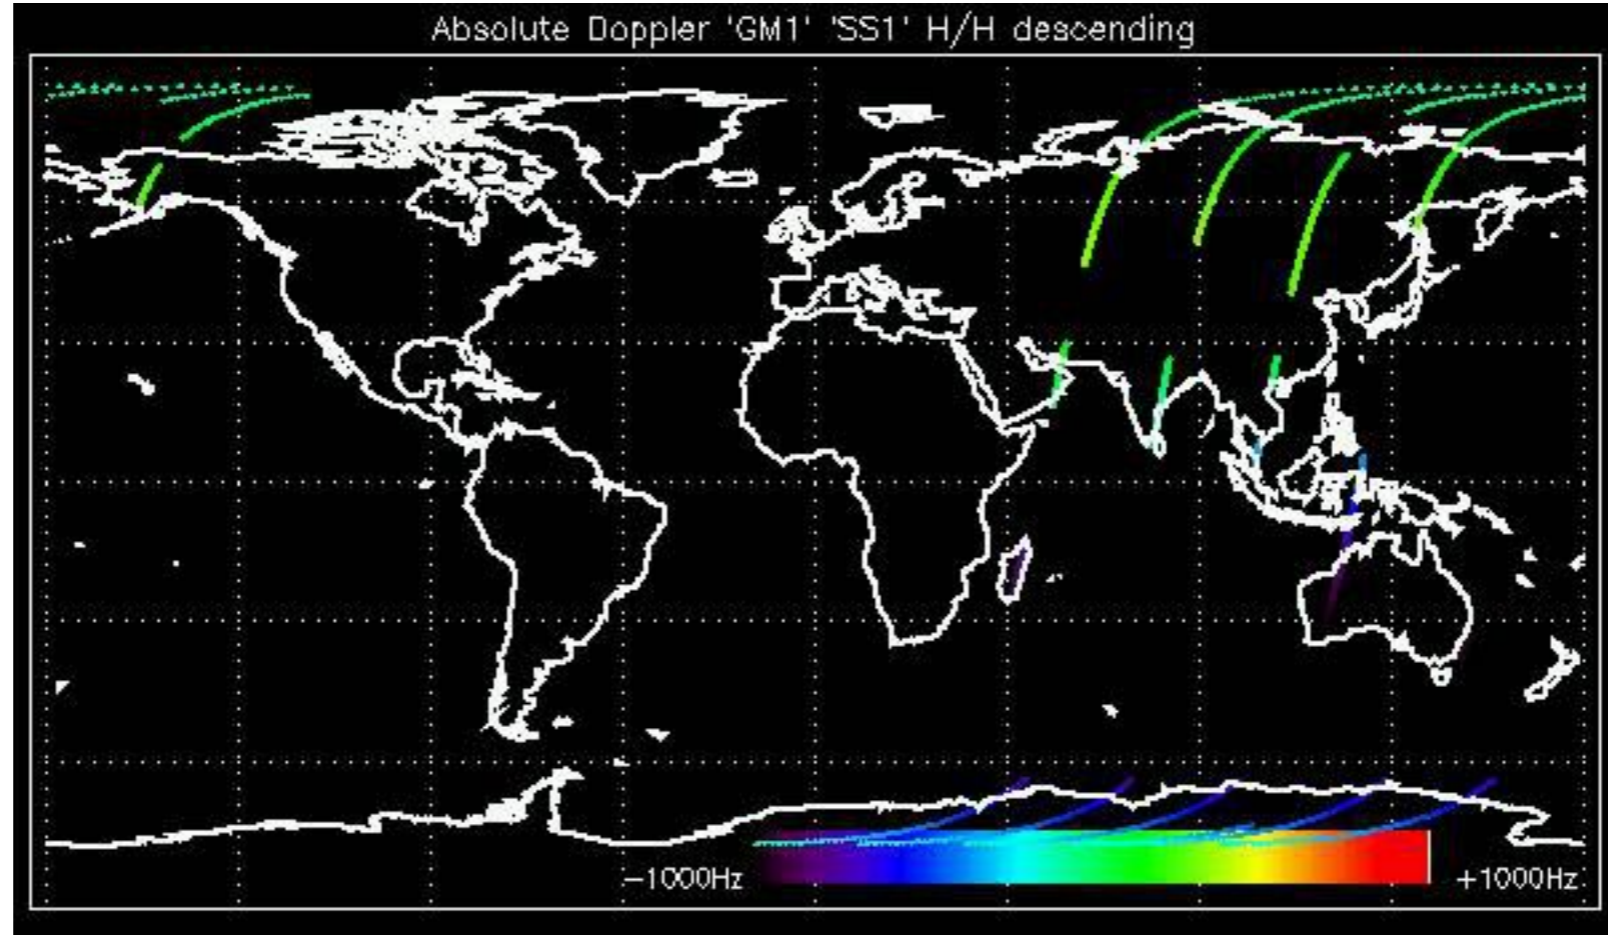 Absolute Doppler 'GM1' 'SS1' H/H descending
-1000Hz
+1000Hz